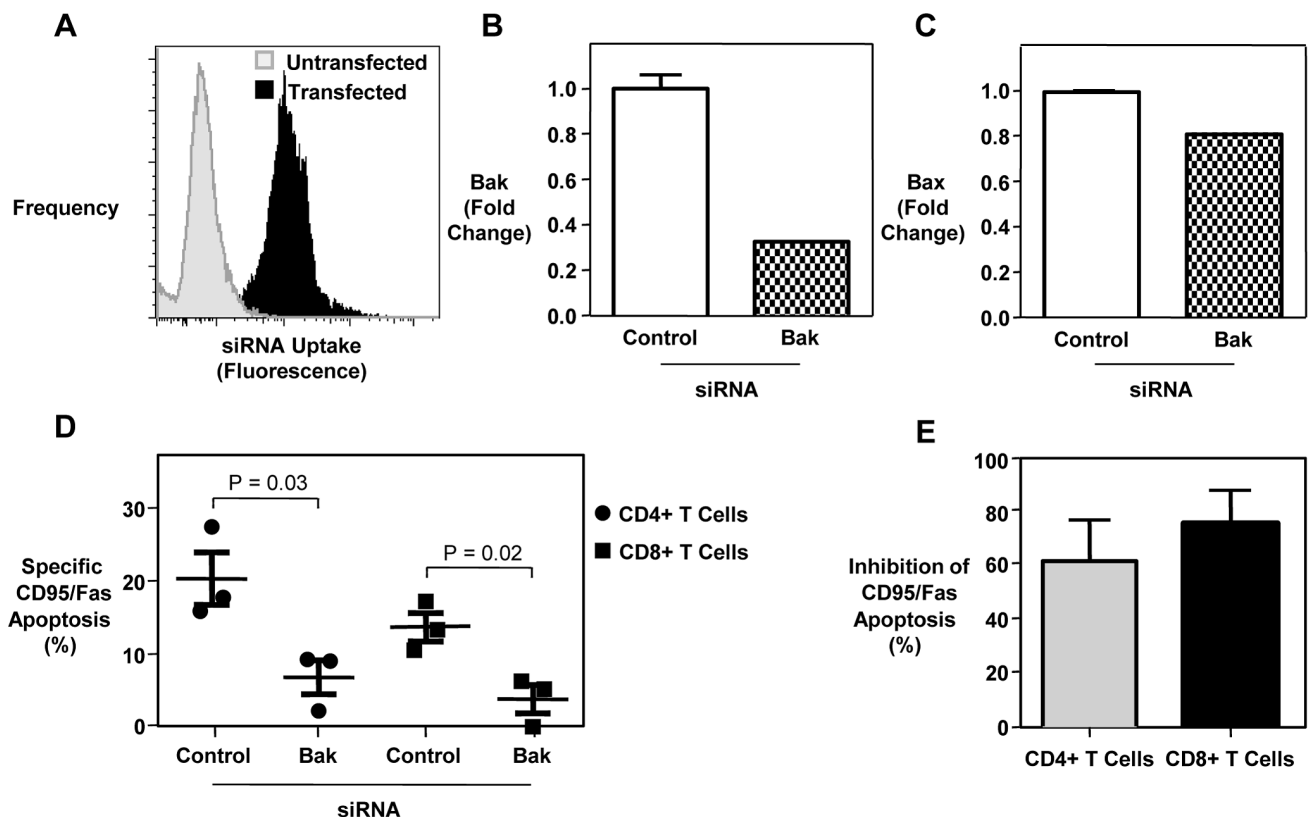 A
Untransfected
Transfected
Frequency
siRNA Uptake
(Fluorescence)
B
1.0
0.8
0.6
0.4
0.2
0.0
Bak
(Fold
Change)
Control
Bak
siRNA
C
1.0
0.8
0.6
0.4
0.2
0.0
Bax
(Fold
Change)
Control
Bak
siRNA
D
30
20
10
0
Specific
CD95/Fas
Apoptosis
(%)
P = 0.03
P = 0.02
CD4+ T Cells
CD8+ T Cells
Control
Bak
Control
Bak
siRNA
E
100
80
60
40
20
0
Inhibition of
CD95/Fas
Apoptosis
(%)
CD4+ T Cells
CD8+ T Cells